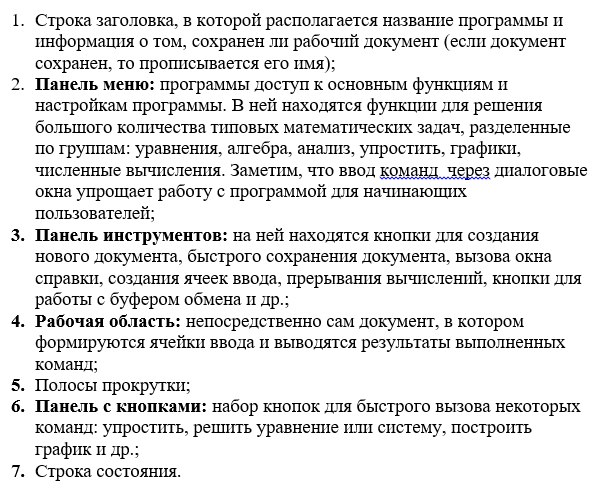 1. Строка заголовка, в которой располагается название программы и
информация о том, сохранен ли рабочий документ (если документ
сохранен, то прописывается его имя);
2. Панель меню: программы доступ к основным функциям и
настройкам программы. В ней находятся функции для решения
большого количества типовых математических задач, разделенные
по группам: уравнения, алгебра, анализ, упростить, графики,
численные вычисления. Заметим, что ввод команд  через диалоговые
окна упрощает работу с программой для начинающих
пользователей;
3. Панель инструментов: на ней находятся кнопки для создания
нового документа, быстрого сохранения документа, вызова окна
справки, создания ячеек ввода, прерывания вычислений, кнопки для
работы с буфером обмена и др.;
4. Рабочая область: непосредственно сам документ, в котором
формируются ячейки ввода и выводятся результаты выполненных
команд;
5. Полосы прокрутки;
6. Панель с кнопками: набор кнопок для быстрого вызова некоторых
команд: упростить, решить уравнение или систему, построить
график и др.;
7. Строка состояния.